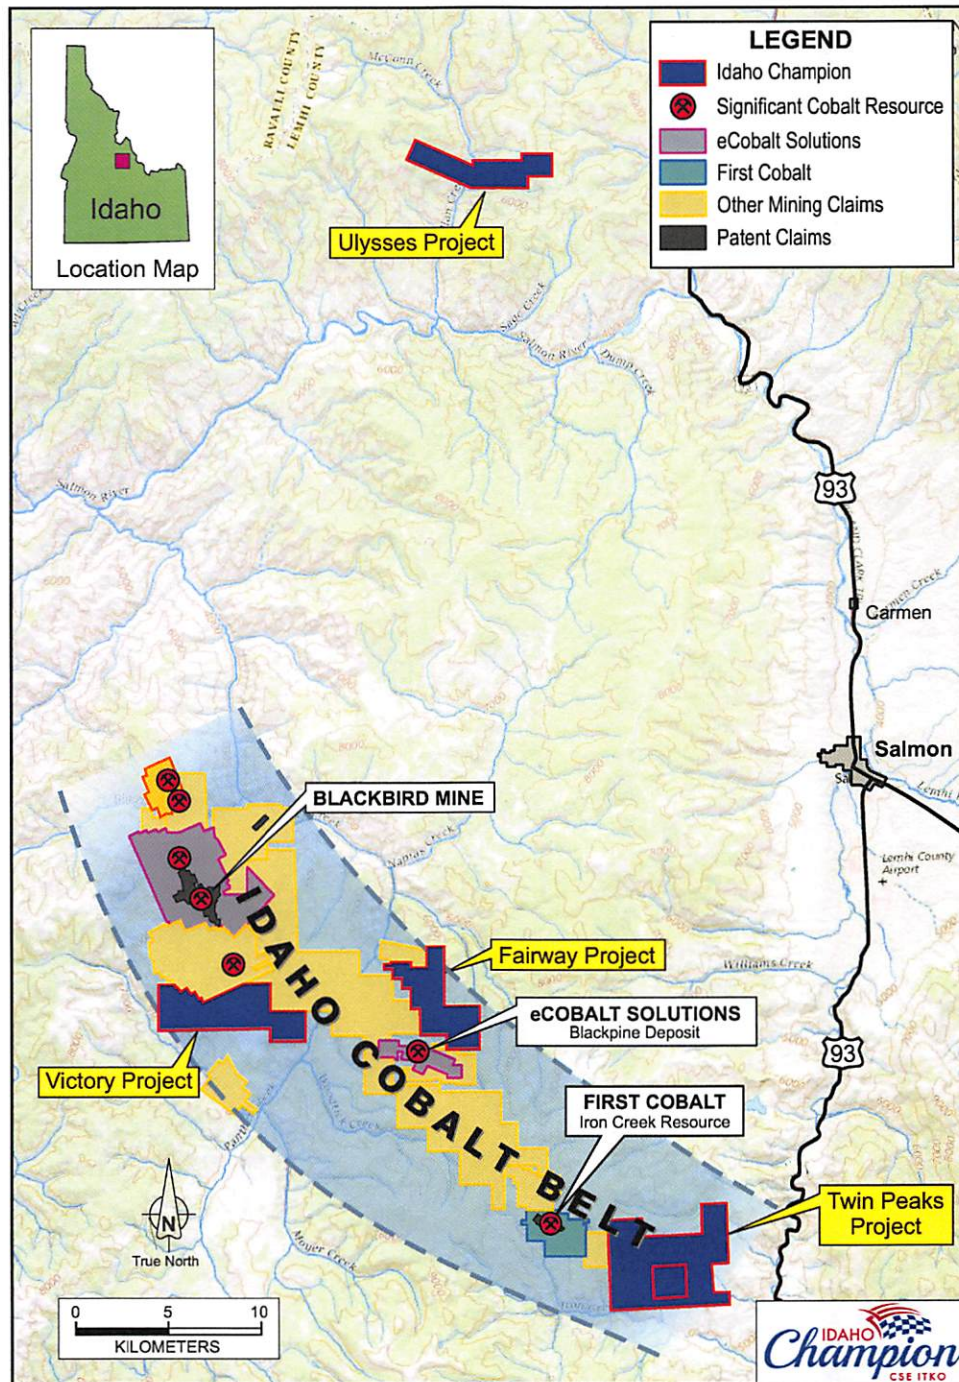 LEGEND
Idaho Champion
Significant Cobalt Resource
eCobalt Solutions
First Cobalt
Other Mining Claims
Patent Claims
Idaho
Location Map
RAVALLI COUNTY
LEMHI COUNTY
McConn Creek
6000
Ulysses Project
Sage Creek
Salmon River
Dump Creek
Salmon River
93
Carmen
Salmon
Lemhi County
Airport
BLACKBIRD MINE
Napias Creek
Williams Creek
Fairway Project
eCOBALT SOLUTIONS
Blackpine Deposit
93
Victory Project
FIRST COBALT
Iron Creek Resource
IDAHO COBALT BELT
Twin Peaks
Project
N
True North
Moyer Creek
0 5 10
KILOMETERS
IDAHO
Champion
CSE ITKO